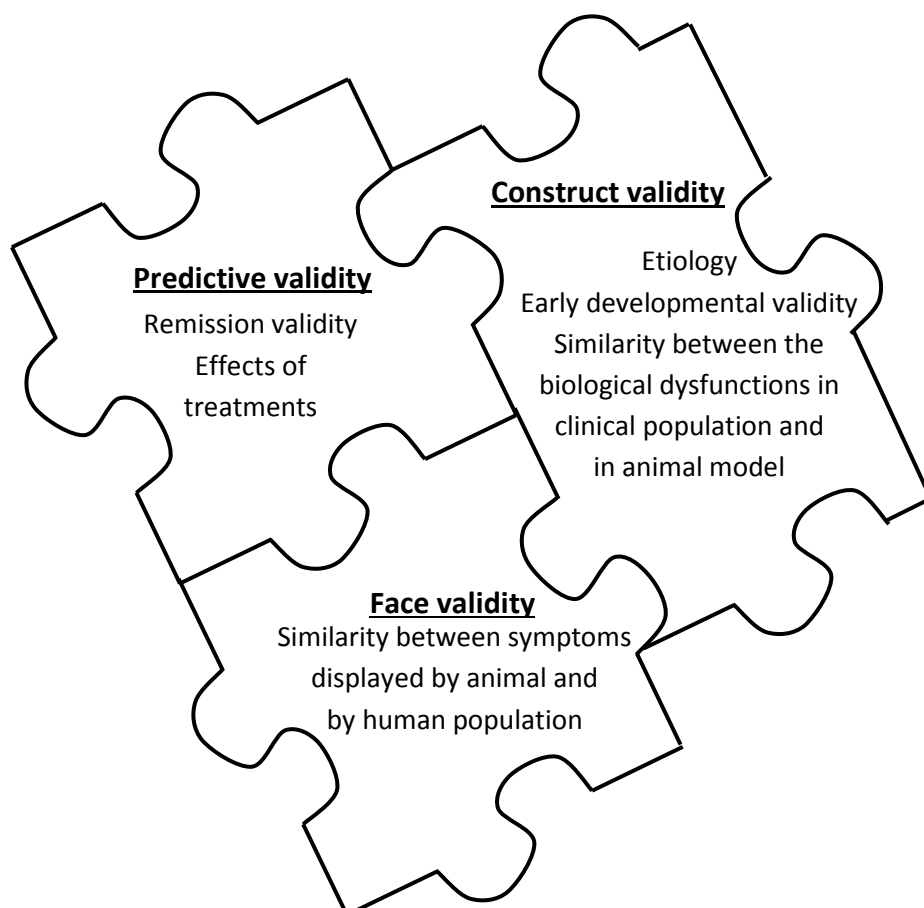 Predictive validity
Remission validity
Effects of
treatments
Construct validity
Etiology
Early developmental validity
Similarity between the
biological dysfunctions in
clinical population and
in animal model
Face validity
Similarity between symptoms
displayed by animal and
by human population